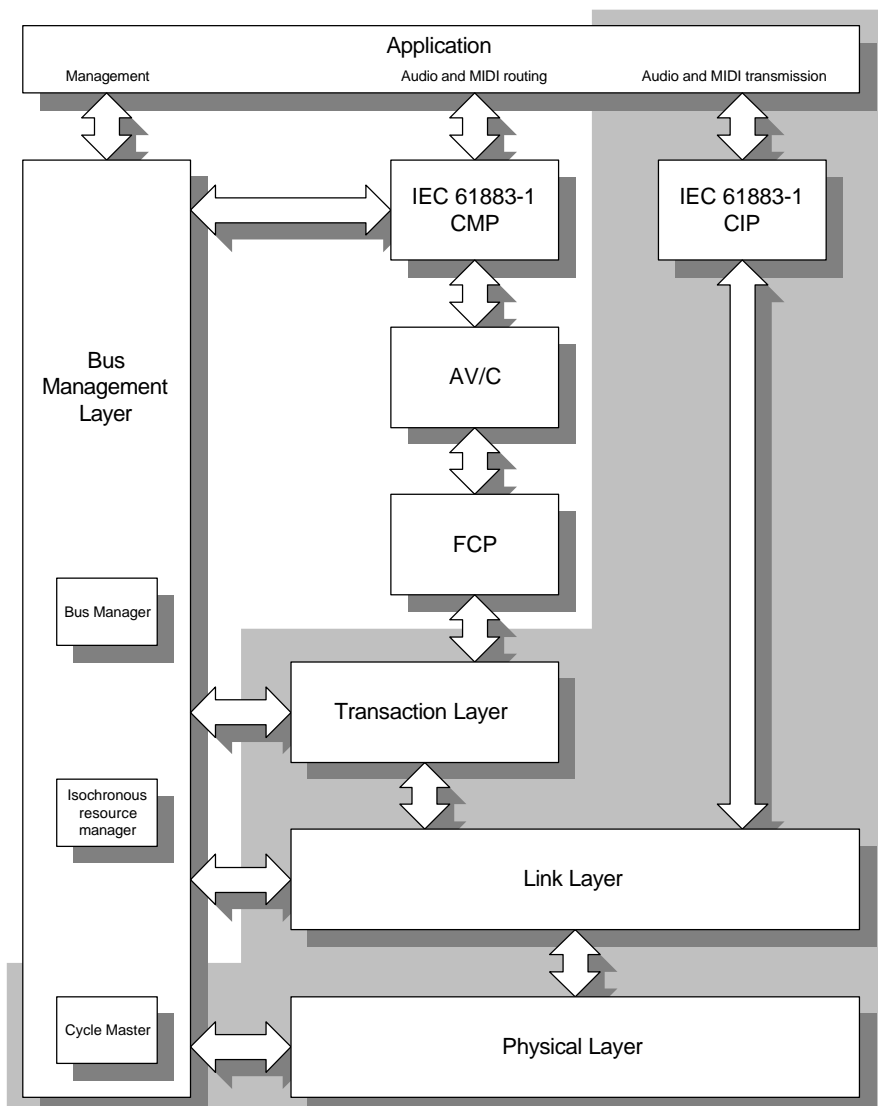 Application
Management
Audio and MIDI routing
Audio and MIDI transmission
IEC 61883-1
CMP
IEC 61883-1
CIP
Bus
Management
Layer
AV/C
FCP
Bus Manager
Transaction Layer
Isochronous
resource
manager
Link Layer
Cycle Master
Physical Layer